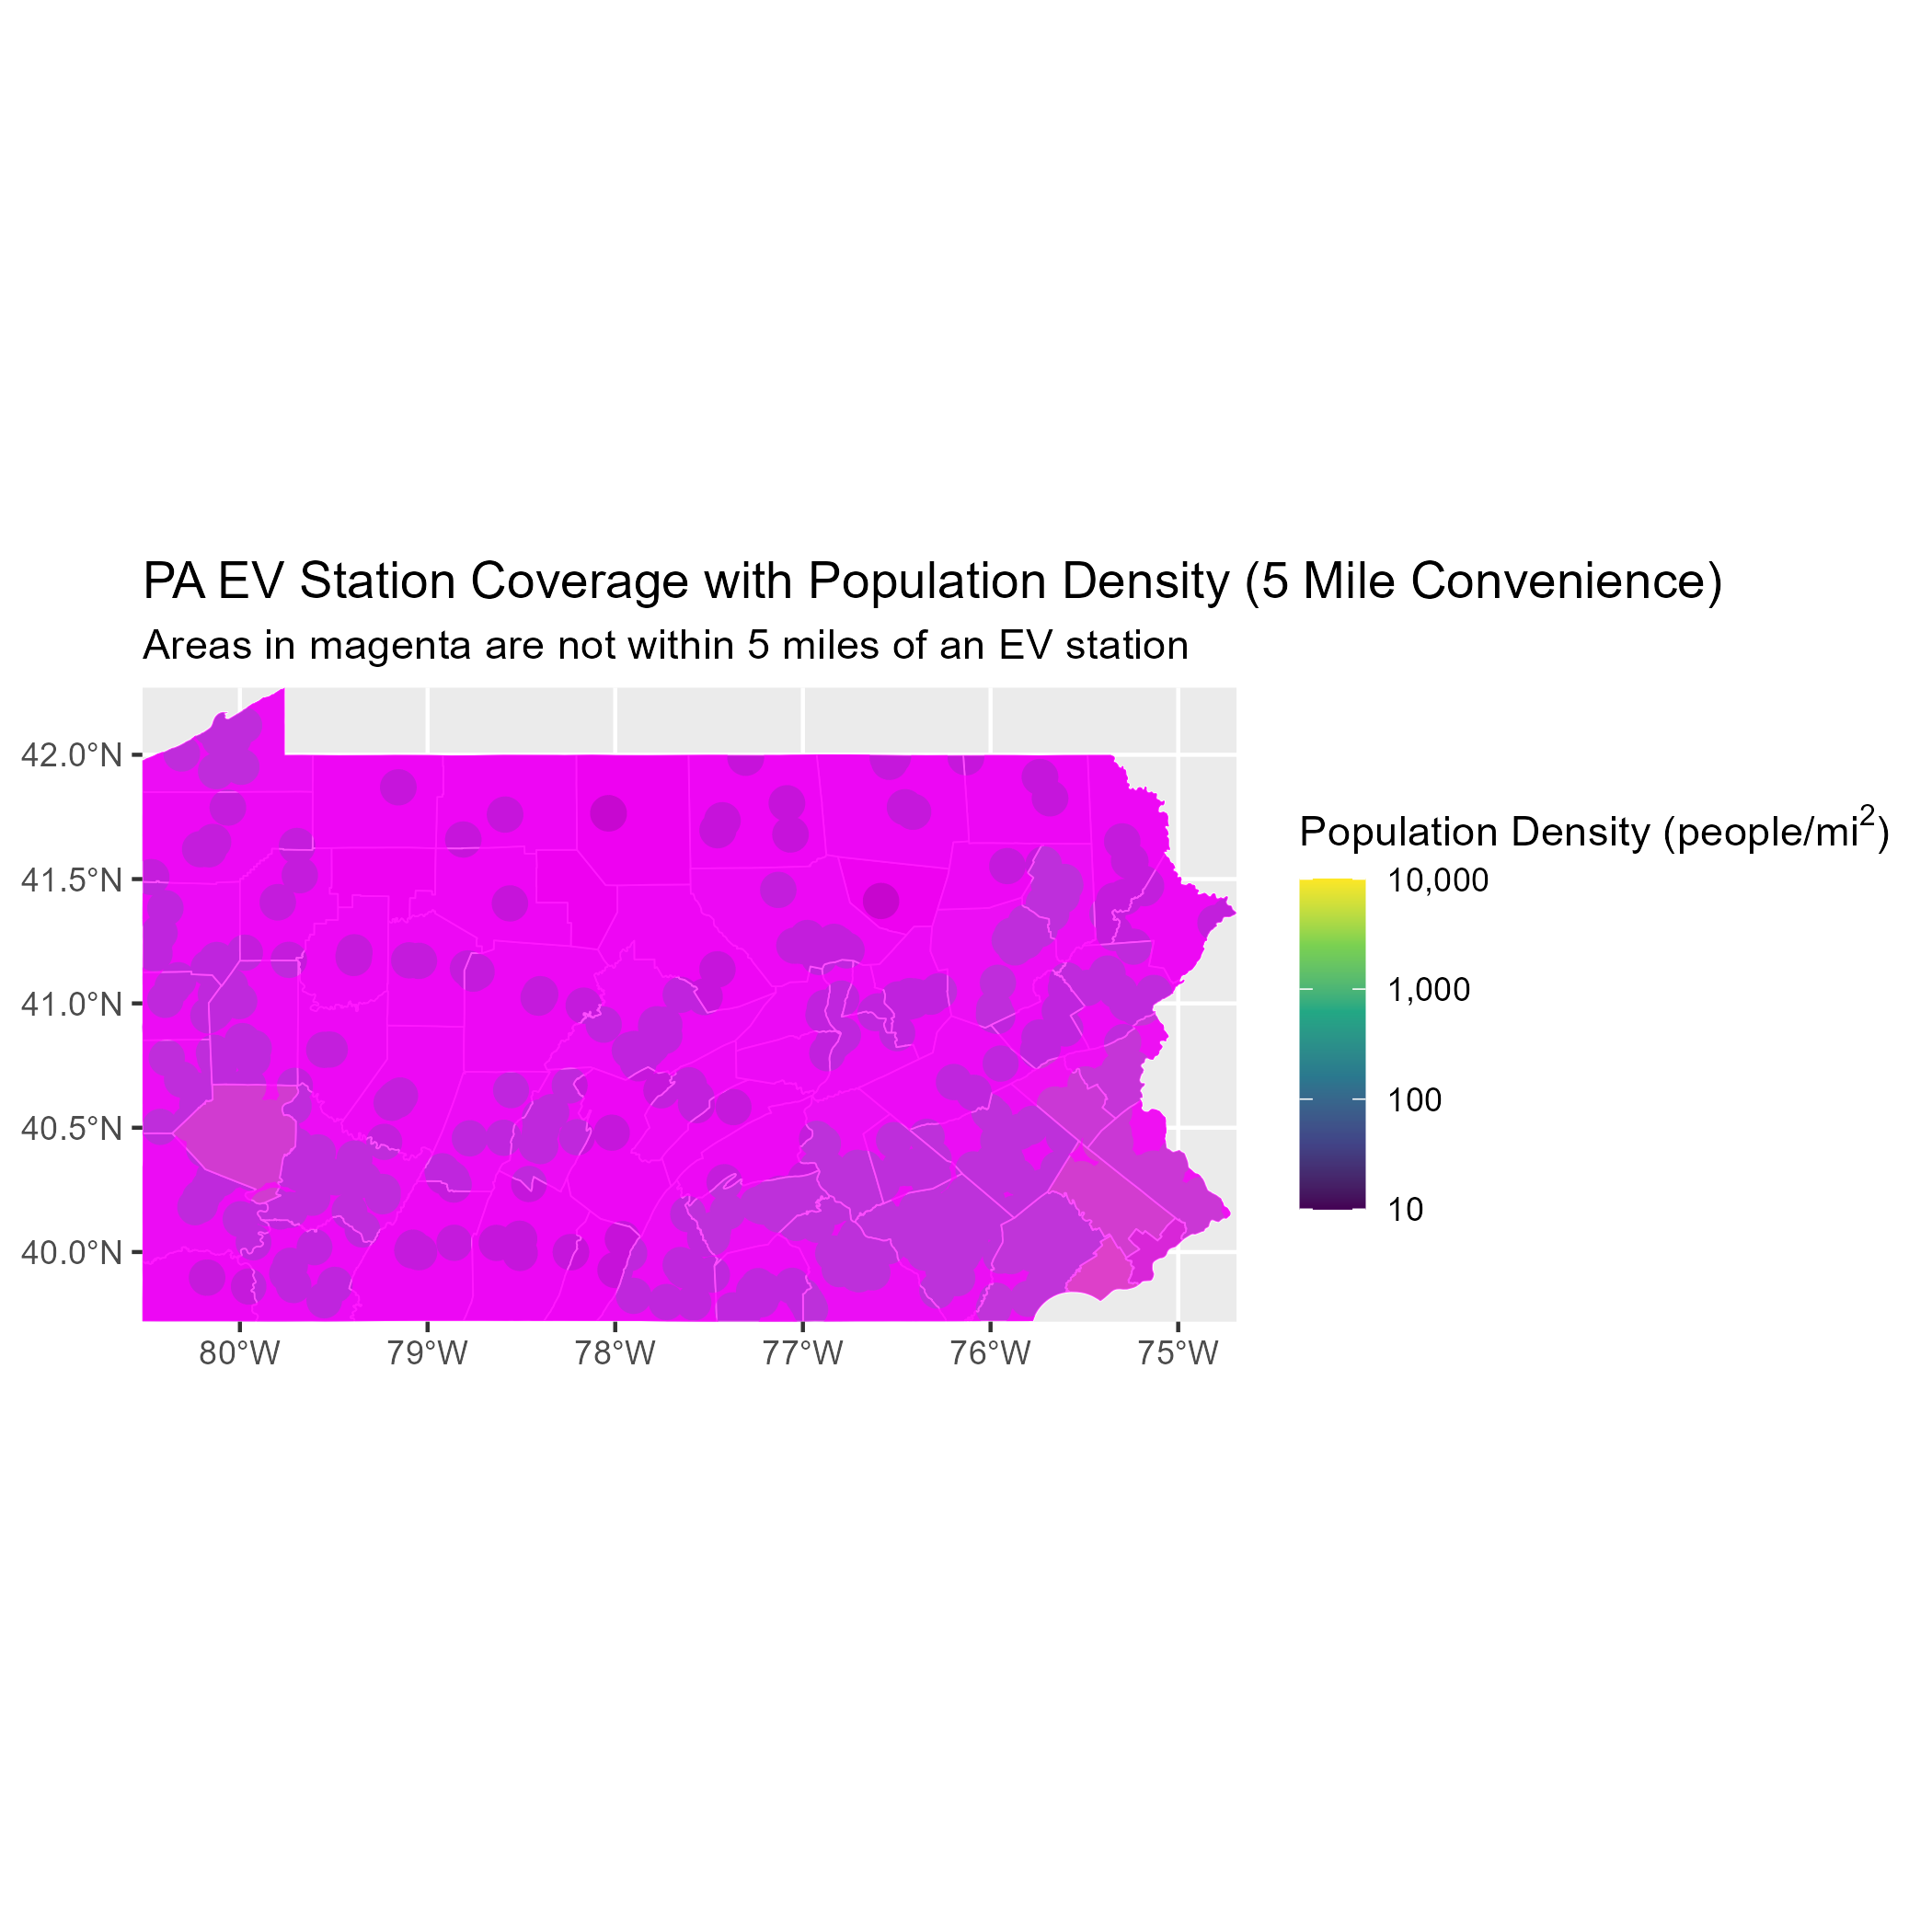 PA EV Station Coverage with Population Density (5 Mile Convenience)
Areas in magenta are not within 5 miles of an EV station
42.0°N
41.5°N
41.0°N
40.5°N
40.0°N
80°W
79°W
78°W
77°W
76°W
75°W
Population Density (people/mi²)
10,000
1,000
100
10